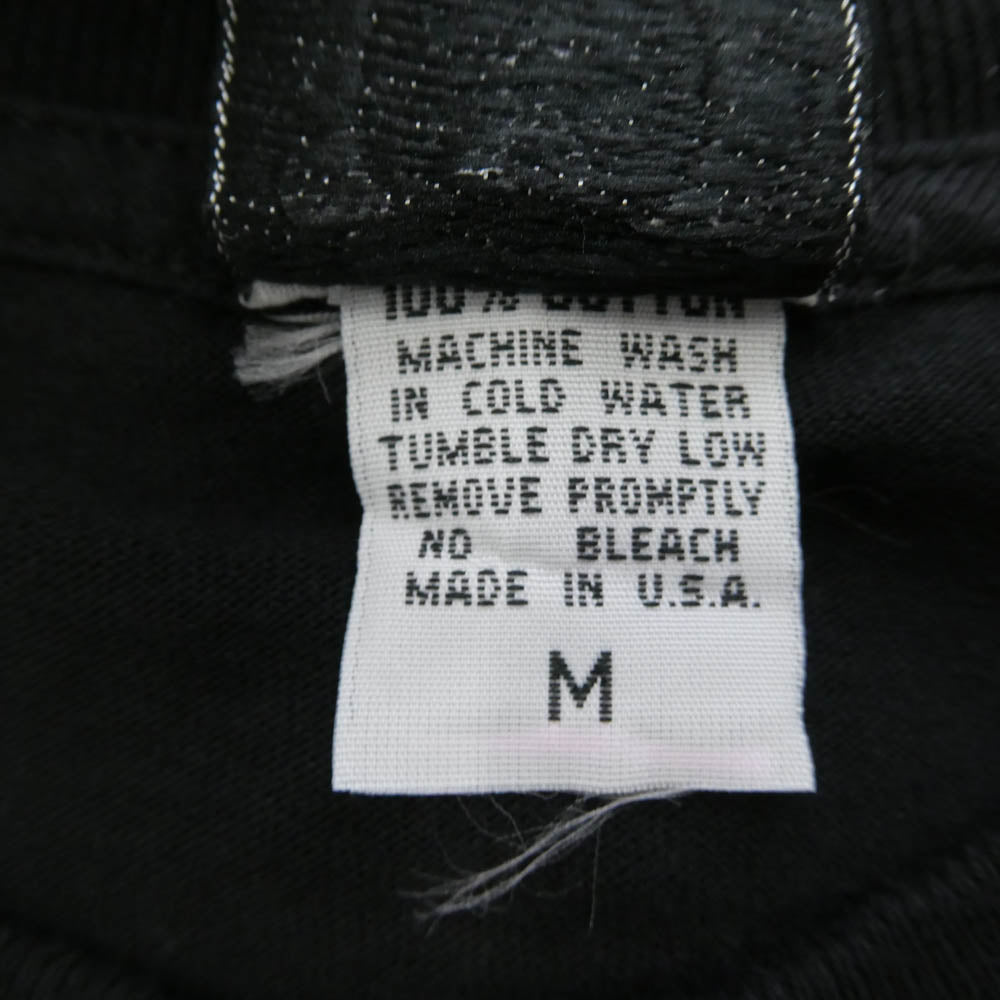 100% COTTON
MACHINE WASH
IN COLD WATER
TUMBLE DRY LOW
REMOVE PROMPTLY
NO BLEACH
MADE IN U.S.A.
M